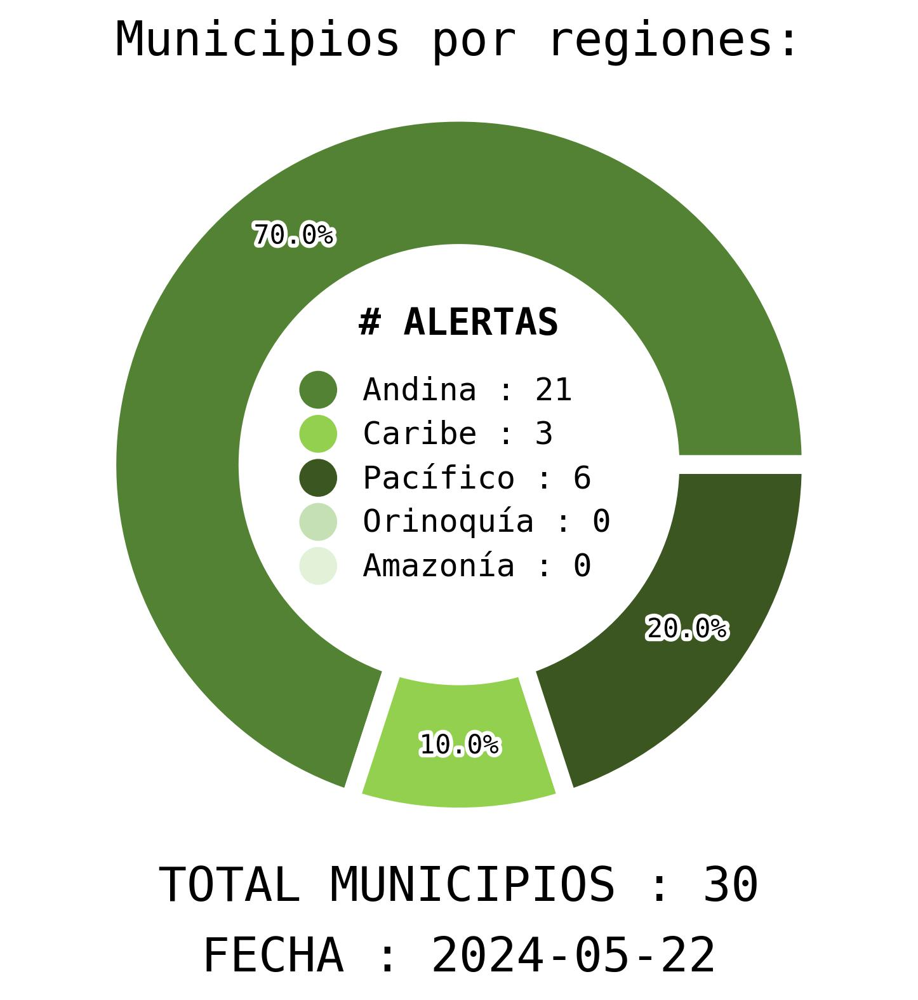 Municipios por regiones:
70.0%
# ALERTAS
Andina : 21
Caribe : 3
Pacífico : 6
Orinoquía : 0
Amazonía : 0
20.0%
10.0%
TOTAL MUNICIPIOS : 30
FECHA : 2024-05-22